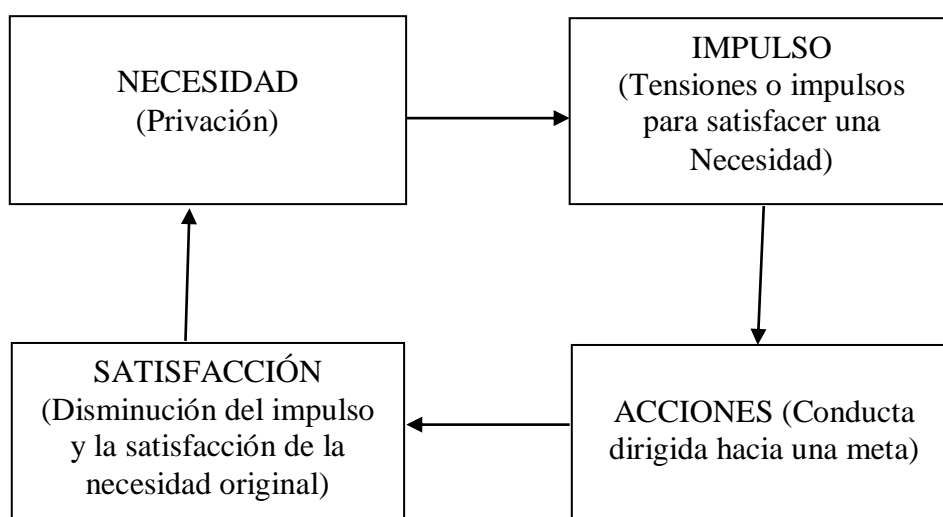 NECESIDAD
(Privación)
IMPULSO
(Tensiones o impulsos
para satisfacer una
Necesidad)
SATISFACCIÓN
(Disminución del impulso
y la satisfacción de la
necesidad original)
ACCIONES (Conducta
dirigida hacia una meta)